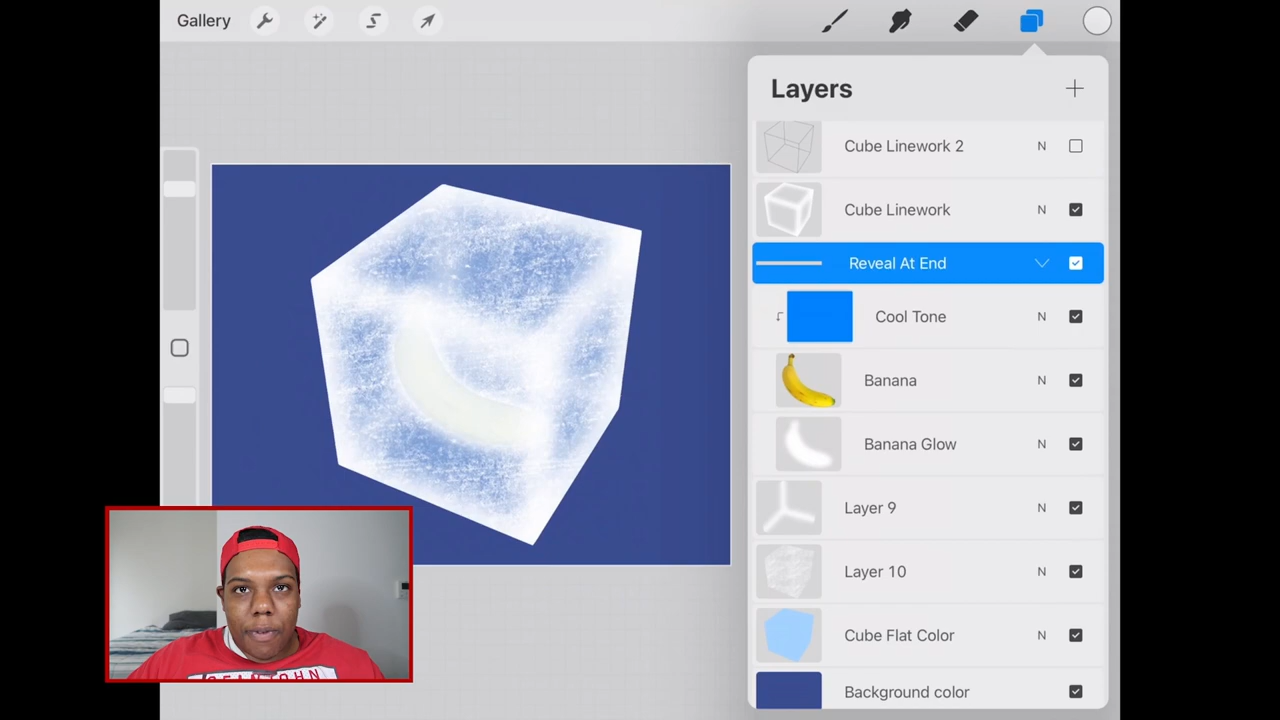 Gallery
Layers
Cube Linework 2 N
Cube Linework N
Reveal At End
Cool Tone N
Banana N
Banana Glow N
Layer 9 N
Layer 10 N
Cube Flat Color N
Background color
SEANJOHN